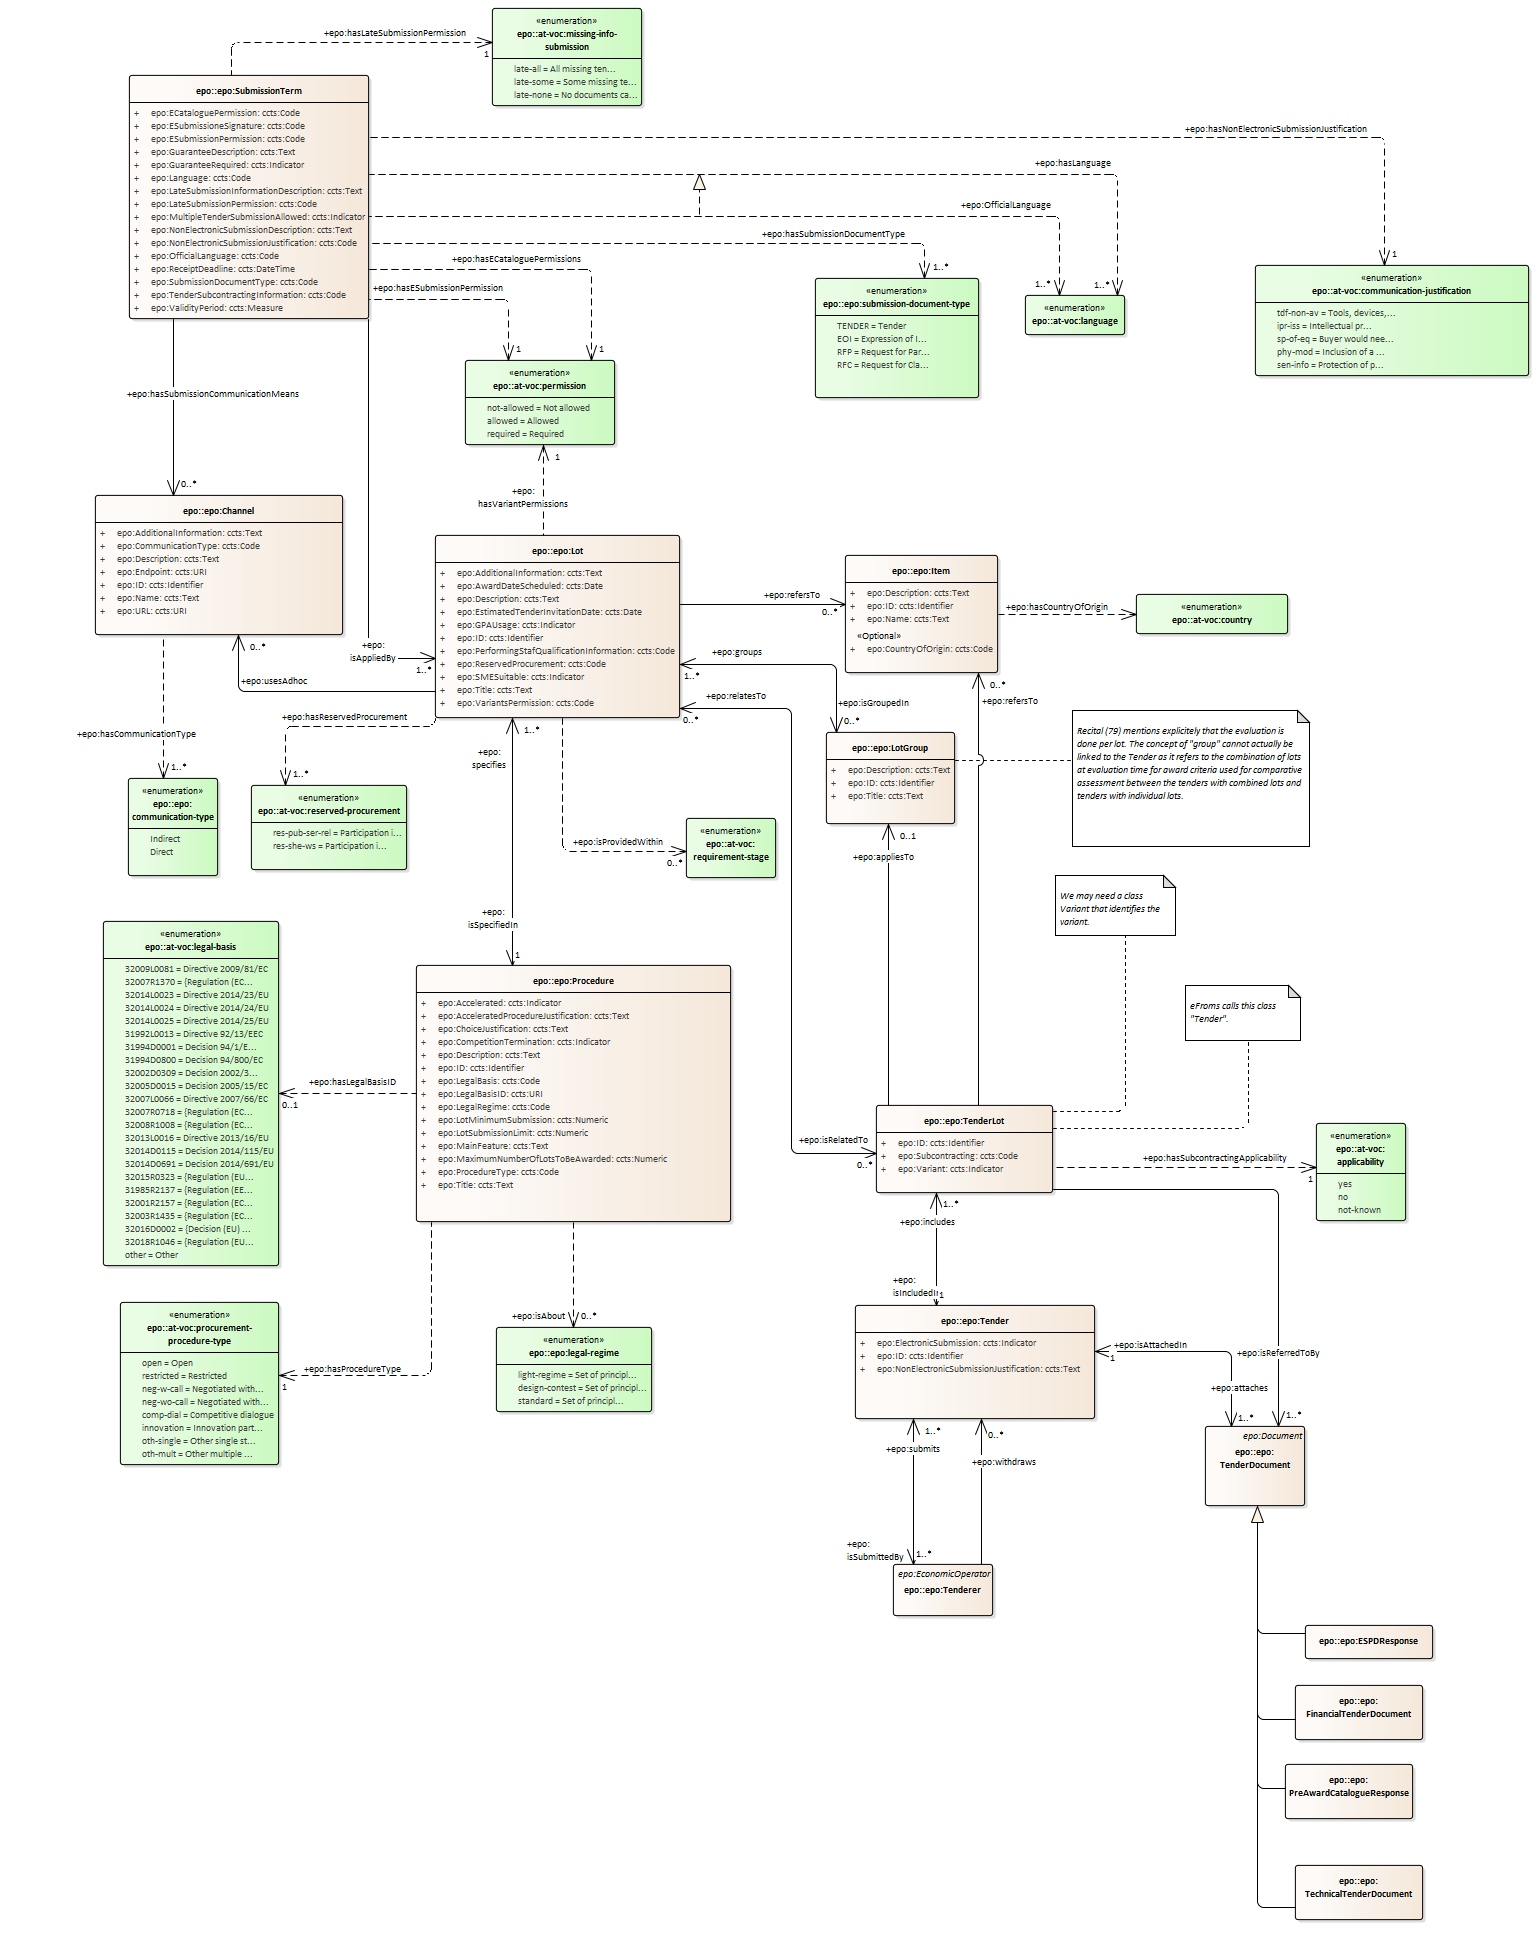 «enumeration»
epo::at-voc:missing-info-
submission
late-all = All missing ten...
late-some = Some missing te...
late-none = No documents ca...
+epo:hasLateSubmissionPermission
1
epo::epo:SubmissionTerm
+ epo:ECataloguePermission: ccts:Code
+ epo:ESubmissioneSignature: ccts:Code
+ epo:ESubmissionPermission: ccts:Code
+ epo:GuaranteeDescription: ccts:Text
+ epo:GuaranteeRequired: ccts:Indicator
+ epo:Language: ccts:Code
+ epo:LateSubmissionInformationDescription: ccts:Text
+ epo:LateSubmissionPermission: ccts:Code
+ epo:MultipleTenderSubmissionAllowed: ccts:Indicator
+ epo:NonElectronicSubmissionDescription: ccts:Text
+ epo:NonElectronicSubmissionJustification: ccts:Code
+ epo:OfficialLanguage: ccts:Code
+ epo:ReceiptDeadline: ccts:DateTime
+ epo:SubmissionDocumentType: ccts:Code
+ epo:TenderSubcontractingInformation: ccts:Code
+ epo:ValidityPeriod: ccts:Measure
+epo:hasNonElectronicSubmissionJustification
1
+epo:hasLanguage
1..*
+epo:OfficialLanguage
1..*
+epo:hasSubmissionDocumentType
1..*
+epo:hasECataloguePermissions
1
+epo:hasESubmissionPermission
1
«enumeration»
epo::epo:submission-document-type
TENDER = Tender
EOI = Expression of I...
RFP = Request for Par...
RFC = Request for Cla...
«enumeration»
epo::at-voc:language
«enumeration»
epo::at-voc:communication-justification
tdf-non-av = Tools, devices,...
ipr-iss = Intellectual pr...
sp-of-eq = Buyer would nee...
phy-mod = Inclusion of a ...
sen-info = Protection of p...
«enumeration»
epo::at-voc:permission
not-allowed = Not allowed
allowed = Allowed
required = Required
+epo:hasSubmissionCommunicationMeans
0..*
1
+epo:
hasVariantPermissions
epo::epo:Channel
+ epo:AdditionalInformation: ccts:Text
+ epo:CommunicationType: ccts:Code
+ epo:Description: ccts:Text
+ epo:Endpoint: ccts:URI
+ epo:ID: ccts:Identifier
+ epo:Name: ccts:Text
+ epo:URL: ccts:URI
epo::epo:Lot
+ epo:AdditionalInformation: ccts:Text
+ epo:AwardDateScheduled: ccts:Date
+ epo:Description: ccts:Text
+ epo:EstimatedTenderInvitationDate: ccts:Date
+ epo:GPAUsage: ccts:Indicator
+ epo:ID: ccts:Identifier
+ epo:PerformingStafQualificationInformation: ccts:Code
+ epo:ReservedProcurement: ccts:Code
+ epo:SMESuitable: ccts:Indicator
+ epo:Title: ccts:Text
+ epo:VariantsPermission: ccts:Code
epo::epo:Item
+ epo:Description: ccts:Text
+ epo:ID: ccts:Identifier
+ epo:Name: ccts:Text
«Optional»
+ epo:CountryOfOrigin: ccts:Code
+epo:refersTo
0..*
+epo:hasCountryOfOrigin
«enumeration»
epo::at-voc:country
+epo:
isAppliedBy
1..*
0..*
+epo:usesAdhoc
+epo:groups
1..*
+epo:relatesTo
0..*
+epo:isGroupedIn
0..*
0..*
+epo:refersTo
+epo:hasReservedProcurement
1..*
+epo:hasCommunicationType
1..*
1..*
+epo:
specifies
epo::epo:LotGroup
+ epo:Description: ccts:Text
+ epo:ID: ccts:Identifier
+ epo:Title: ccts:Text
Recital (79) mentions explicitly that the evaluation is
done per lot. The concept of "group" cannot actually be
linked to the Tender as it refers to the combination of lots
at evaluation time for award criteria used for comparative
assessment between the tenders with combined lots and
tenders with individual lots.
«enumeration»
epo::epo:
communication-type
Indirect
Direct
«enumeration»
epo::at-voc:reserved-procurement
res-pub-ser-rel = Participation i...
res-she-ws = Participation i...
+epo:isProvidedWithin
0..*
«enumeration»
epo::at-voc:
requirement-stage
0..1
+epo:appliesTo
We may need a class
Variant that identifies the
variant.
+epo:
isSpecifiedIn
1
«enumeration»
epo::at-voc:legal-basis
32009L0081 = Directive 2009/81/EC
32007R1370 = {Regulation (EC...
32014L0023 = Directive 2014/23/EU
32014L0024 = Directive 2014/24/EU
32014L0025 = Directive 2014/25/EU
31992L0013 = Directive 92/13/EEC
31994D0001 = Decision 94/1/E...
31994D0800 = Decision 94/800/EC
32002D0309 = Decision 2002/3...
32005D0015 = Decision 2005/15/EC
32007L0066 = Directive 2007/66/EC
32007R0718 = {Regulation (EC...
32008R1008 = {Regulation (EC...
32013L0016 = Directive 2013/16/EU
32014D0115 = Decision 2014/115/EU
32014D0691 = Decision 2014/691/EU
32015R0323 = {Regulation (EU...
31985R2137 = {Regulation (EE...
32001R2157 = {Regulation (EC...
32003R1435 = {Regulation (EC...
32016D0002 = {Decision (EU) ...
32018R1046 = {Regulation (EU...
other = Other
+epo:hasLegalBasisID
0..1
epo::epo:Procedure
+ epo:Accelerated: ccts:Indicator
+ epo:AcceleratedProcedureJustification: ccts:Text
+ epo:ChoiceJustification: ccts:Text
+ epo:CompetitionTermination: ccts:Indicator
+ epo:Description: ccts:Text
+ epo:ID: ccts:Identifier
+ epo:LegalBasis: ccts:Code
+ epo:LegalBasisID: ccts:URI
+ epo:LegalRegime: ccts:Code
+ epo:LotMinimumSubmission: ccts:Numeric
+ epo:LotSubmissionLimit: ccts:Numeric
+ epo:MainFeature: ccts:Text
+ epo:MaximumNumberOfLotsToBeAwarded: ccts:Numeric
+ epo:ProcedureType: ccts:Code
+ epo:Title: ccts:Text
eFroms calls this class
"Tender".
epo::epo:TenderLot
+ epo:ID: ccts:Identifier
+ epo:Subcontracting: ccts:Code
+ epo:Variant: ccts:Indicator
+epo:isRelatedTo
0..*
+epo:hasSubcontractingApplicability
1
«enumeration»
epo::at-voc:
applicability
yes
no
not-known
1..*
+epo:includes
+epo:
isIncludedIn
1
«enumeration»
epo::at-voc:procurement-
procedure-type
open = Open
restricted = Restricted
neg-w-call = Negotiated with...
neg-wo-call = Negotiated with...
comp-dial = Competitive dialogue
innovation = Innovation part...
oth-single = Other single st...
oth-mult = Other multiple ...
+epo:hasProcedureType
1
+epo:isAbout
0..*
«enumeration»
epo::epo:legal-regime
light-regime = Set of principl...
design-contest = Set of principl...
standard = Set of principl...
epo::epo:Tender
+ epo:ElectronicSubmission: ccts:Indicator
+ epo:ID: ccts:Identifier
+ epo:NonElectronicSubmissionJustification: ccts:Text
+epo:isAttachedIn
1
+epo:isReferredToBy
1..*
+epo:attaches
1..*
epo:Document
epo::epo:
TenderDocument
1..*
+epo:submits
0..*
+epo:withdraws
+epo:
isSubmittedBy
1..*
epo:EconomicOperator
epo::epo:Tenderer
epo::epo:ESPDResponse
epo::epo:
FinancialTenderDocument
epo::epo:
PreAwardCatalogueResponse
epo::epo:
TechnicalTenderDocument